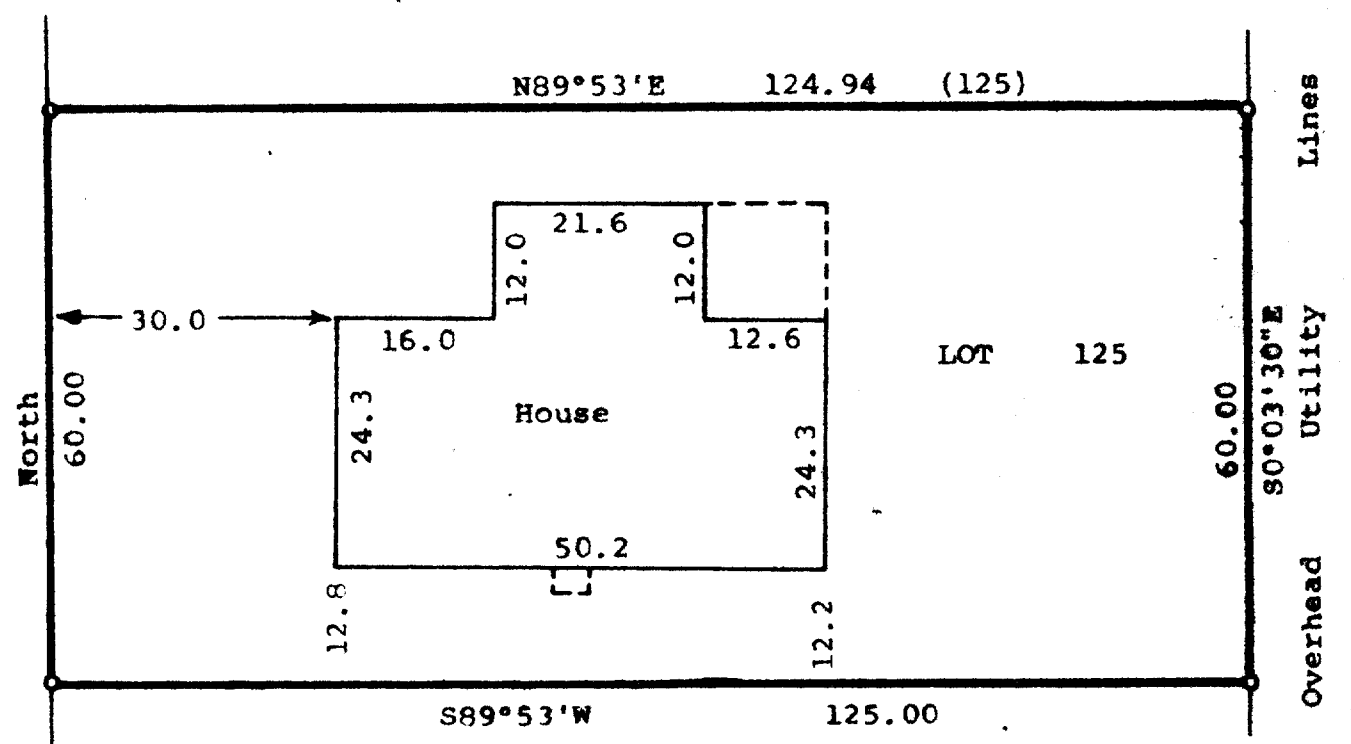 N89°53'E 124.94 (125)
Lines
21.6
12.0
12.0
30.0
16.0
12.6
LOT 125
North
60.00
24.3
House
24.3
60.00
S0°03'30"E
Utility
50.2
12.8
12.2
Overhead
S89°53'W 125.00